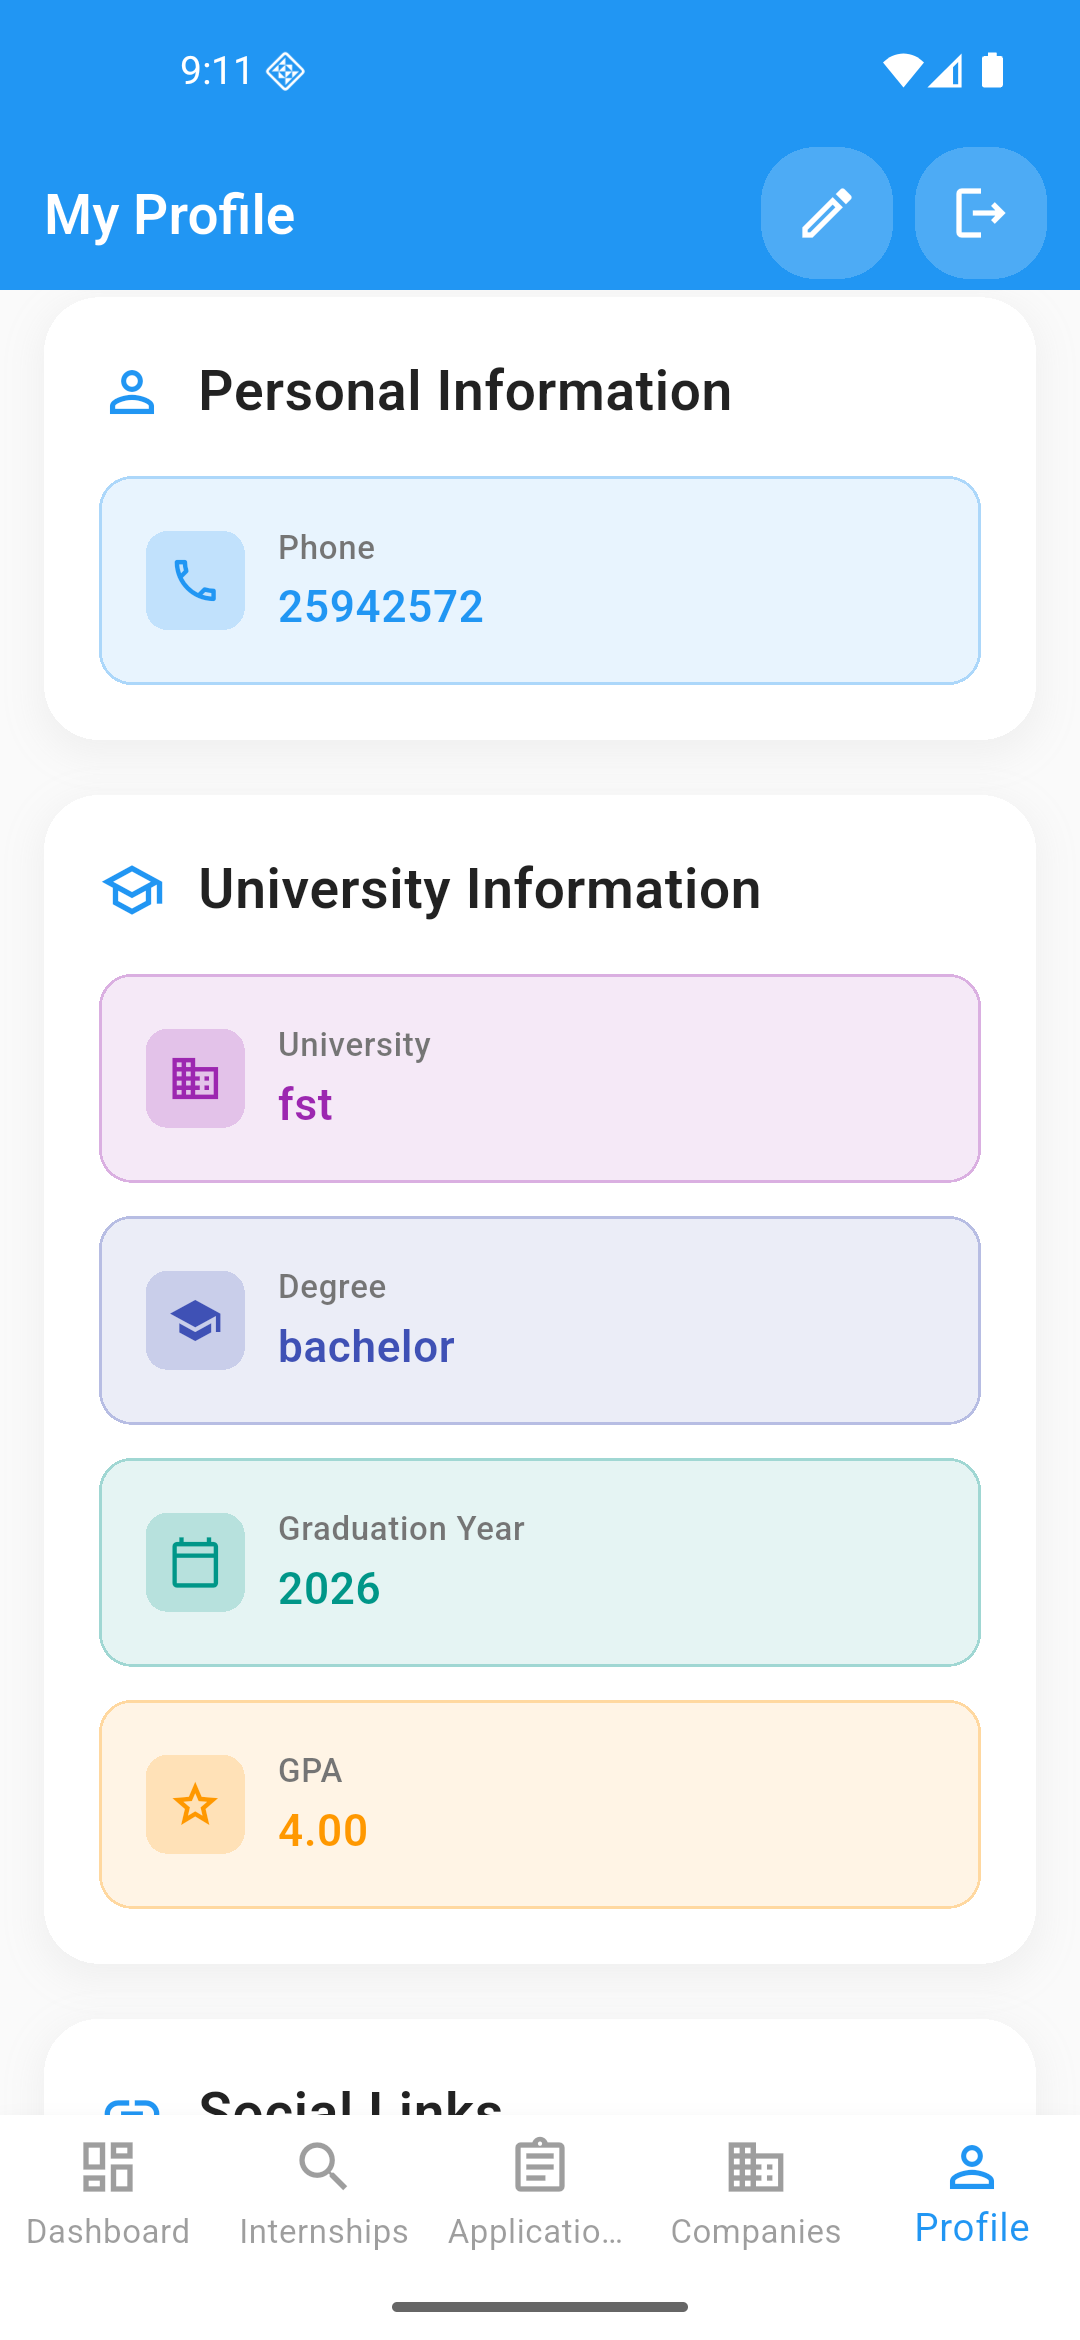 9:11
My Profile
Personal Information
Phone
25942572
University Information
University
fst
Degree
bachelor
Graduation Year
2026
GPA
4.00
Social Links
Dashboard
Internships
Applicatio...
Companies
Profile